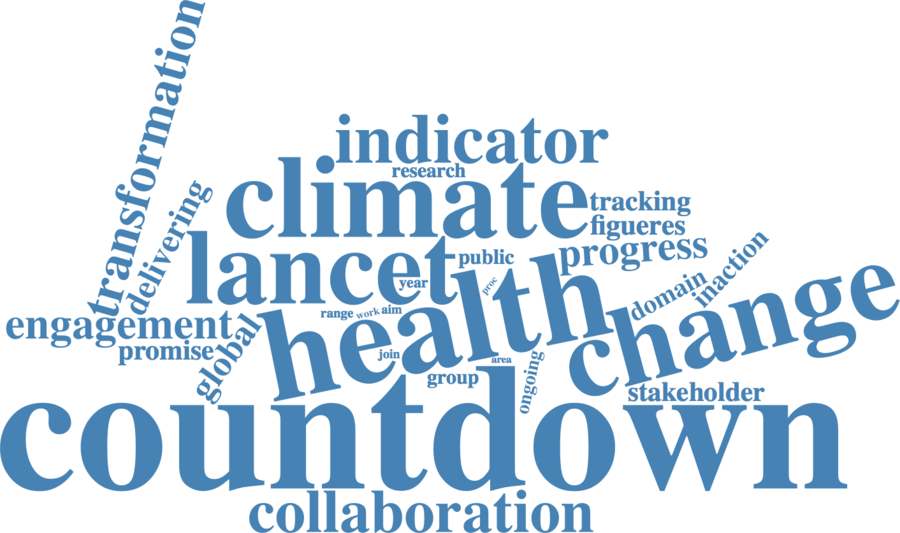 transformation
indicator
research
climate
tracking
delivering
figueres
lancet
public
progress
inaction
year
proc
health
domain
change
range
work
aim
engagement
promise
global
join
area
group
ongoing
stakeholder
countdown
collaboration